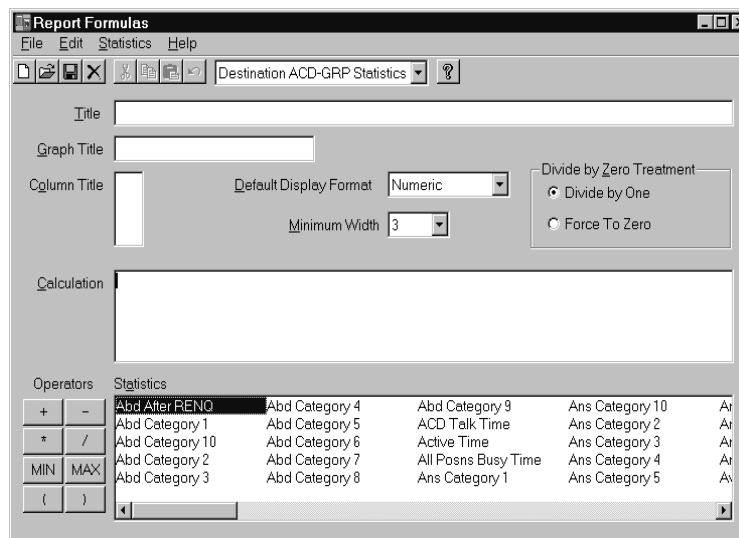 Report Formulas
File Edit Statistics Help
Destination ACD-GRP Statistics ?
Title
Graph Title
Column Title
Default Display Format Numeric
Minimum Width 3
Divide by Zero Treatment
Divide by One
Force To Zero
Calculation
Operators
+ -
* /
MIN MAX
( )
Statistics
Abd After RENQ Abd Category 4 Abd Category 9 Ans Category 10
Abd Category 1 Abd Category 5 ACD Talk Time Ans Category 2
Abd Category 10 Abd Category 6 Active Time Ans Category 3
Abd Category 2 Abd Category 7 All Posns Busy Time Ans Category 4
Abd Category 3 Abd Category 8 Ans Category 1 Ans Category 5